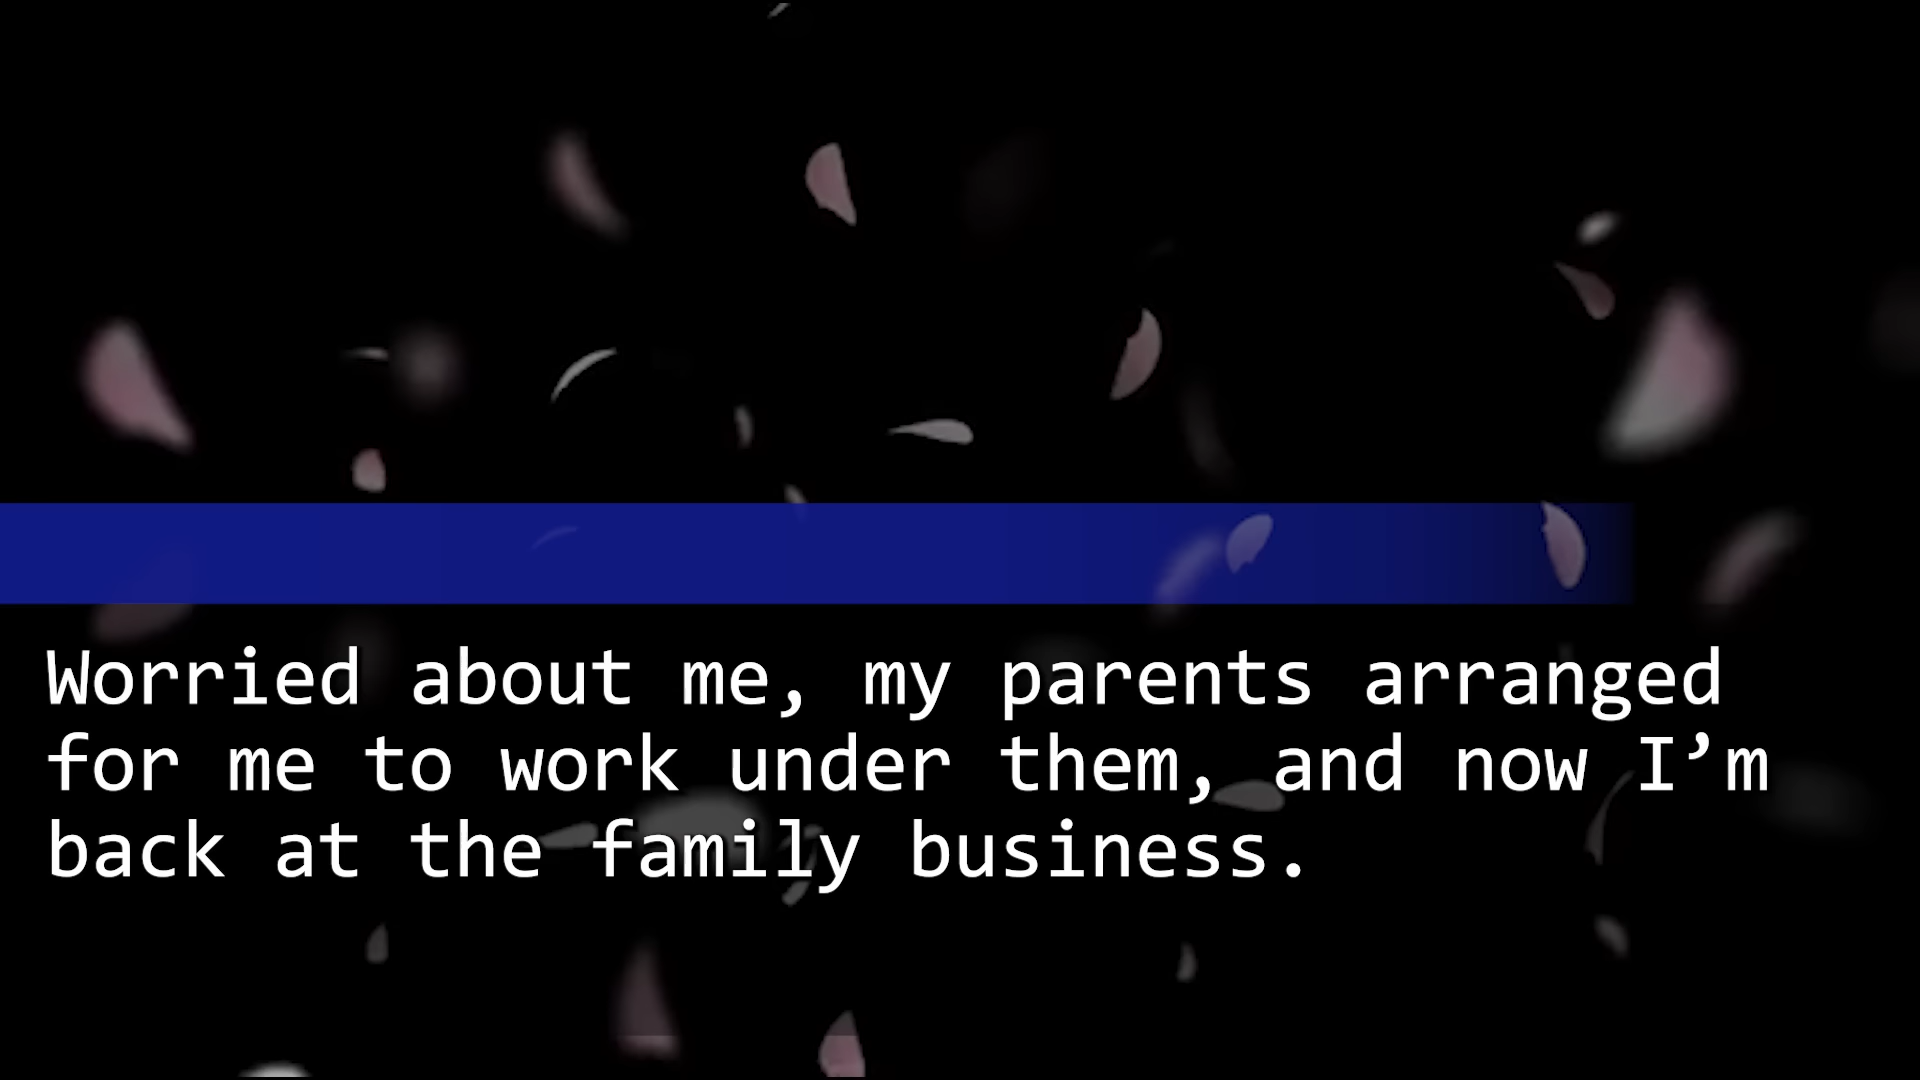 Worried about me, my parents arranged
for me to work under them, and now I’m
back at the family business.